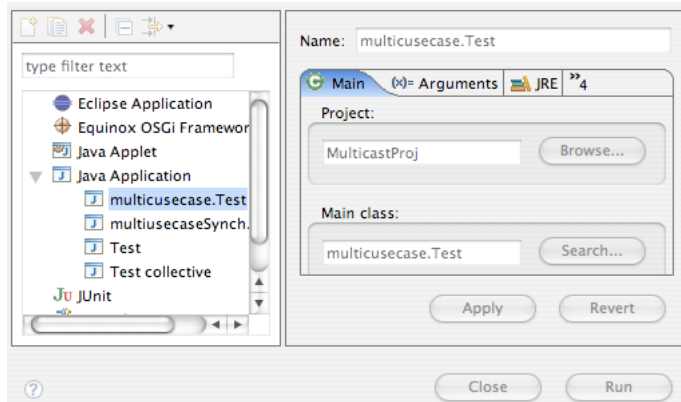 type filter text
Eclipse Application
Equinox OSGi Framewor
Java Applet
Java Application
multicusecase.Test
multiusecaseSynch.
Test
Test collective
Ju JUnit
Name: multicusecase.Test
Main (x)= Arguments JRE »4
Project:
MulticastProj Browse...
Main class:
multicusecase.Test Search...
Apply Revert
? Close Run